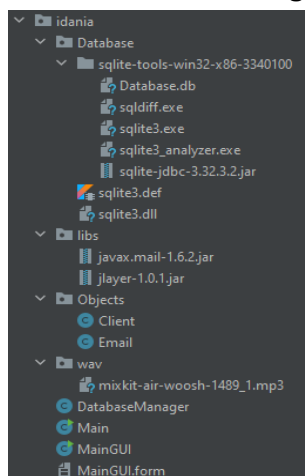 idania
Database
sqlite-tools-win32-x86-3340100
Database.db
sqldiff.exe
sqlite3.exe
sqlite3_analyzer.exe
sqlite-jdbc-3.32.3.2.jar
sqlite3.def
sqlite3.dll
libs
javax.mail-1.6.2.jar
jlayer-1.0.1.jar
Objects
Client
Email
wav
mixkit-air-woosh-1489_1.mp3
DatabaseManager
Main
MainGUI
MainGUI.form